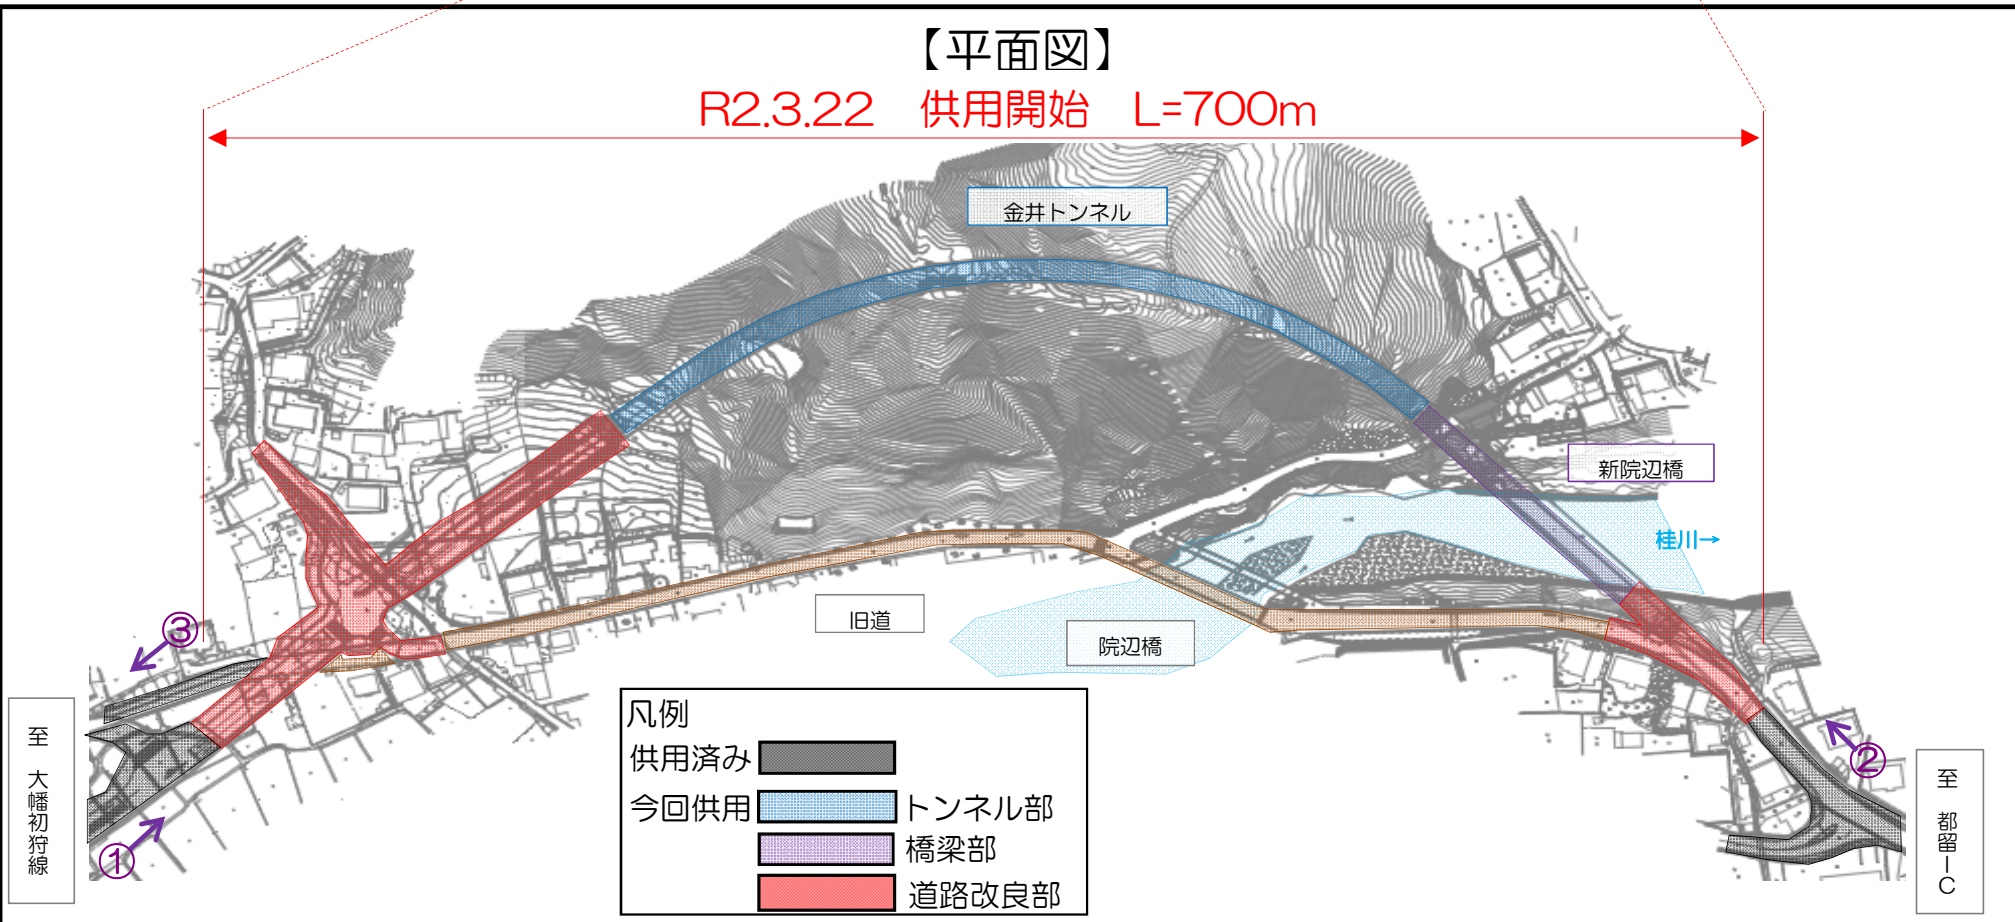 【平面図】
R2.3.22 供用開始 L=700m
金井トンネル
新院辺橋
桂川→
旧道
院辺橋
③
②
①
至 大幡初狩線
至 都留IC
凡例
供用済み
今回供用 トンネル部
橋梁部
道路改良部